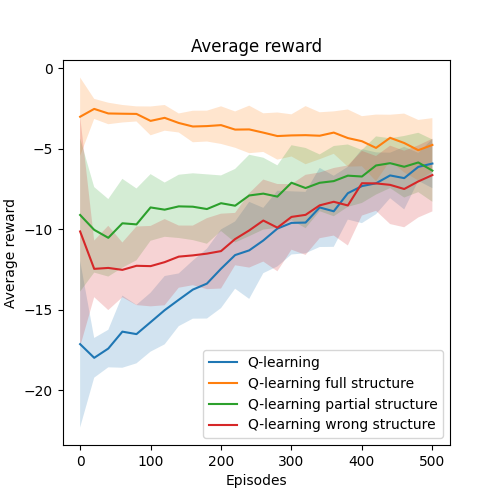 Average reward
0
−5
−10
−15
−20
Average reward
0
100
200
300
400
500
Episodes
Q-learning
Q-learning full structure
Q-learning partial structure
Q-learning wrong structure